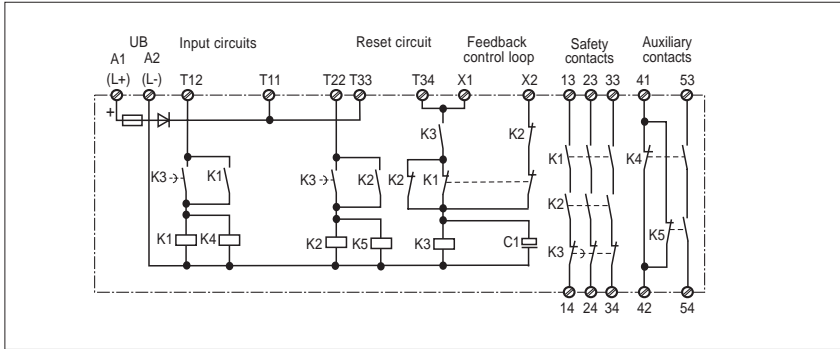 UB Input circuits Reset circuit Feedback control loop Safety contacts Auxiliary contacts
A1 (L+) A2 (L-) T12 T11 T22 T33 T34 X1 X2 13 23 33 41 53
+
K3 K2
K3 K1 K3 K2 K2 K1 K1 K4
K2
K1 K4 K2 K5 K3 C1 K3 K5
14 24 34 42 54